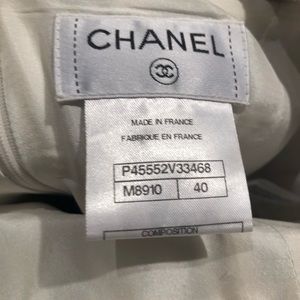 CHANEL
MADE IN FRANCE
FABRIQUE EN FRANCE
P45552V33468
M8910 40
COMPOSITION